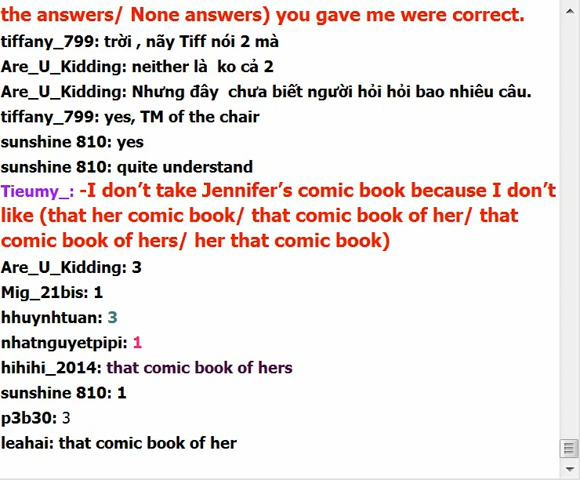 the answers/ None answers) you gave me were correct.
tiffany_799: trời , nãy Tiff nói 2 mà
Are_U_Kidding: neither là  ko cả 2
Are_U_Kidding: Nhưng đây  chưa biết người hỏi hỏi bao nhiêu câu.
tiffany_799: yes, TM of the chair
sunshine 810: yes
sunshine 810: quite understand
Tieumy_: -I don’t take Jennifer’s comic book because I don’t
like (that her comic book/ that comic book of her/ that
comic book of hers/ her that comic book)
Are_U_Kidding: 3
Mig_21bis: 1
hhuynhtuan: 3
nhatnguyetpipi: 1
hihihi_2014: that comic book of hers
sunshine 810: 1
p3b30: 3
leahai: that comic book of her